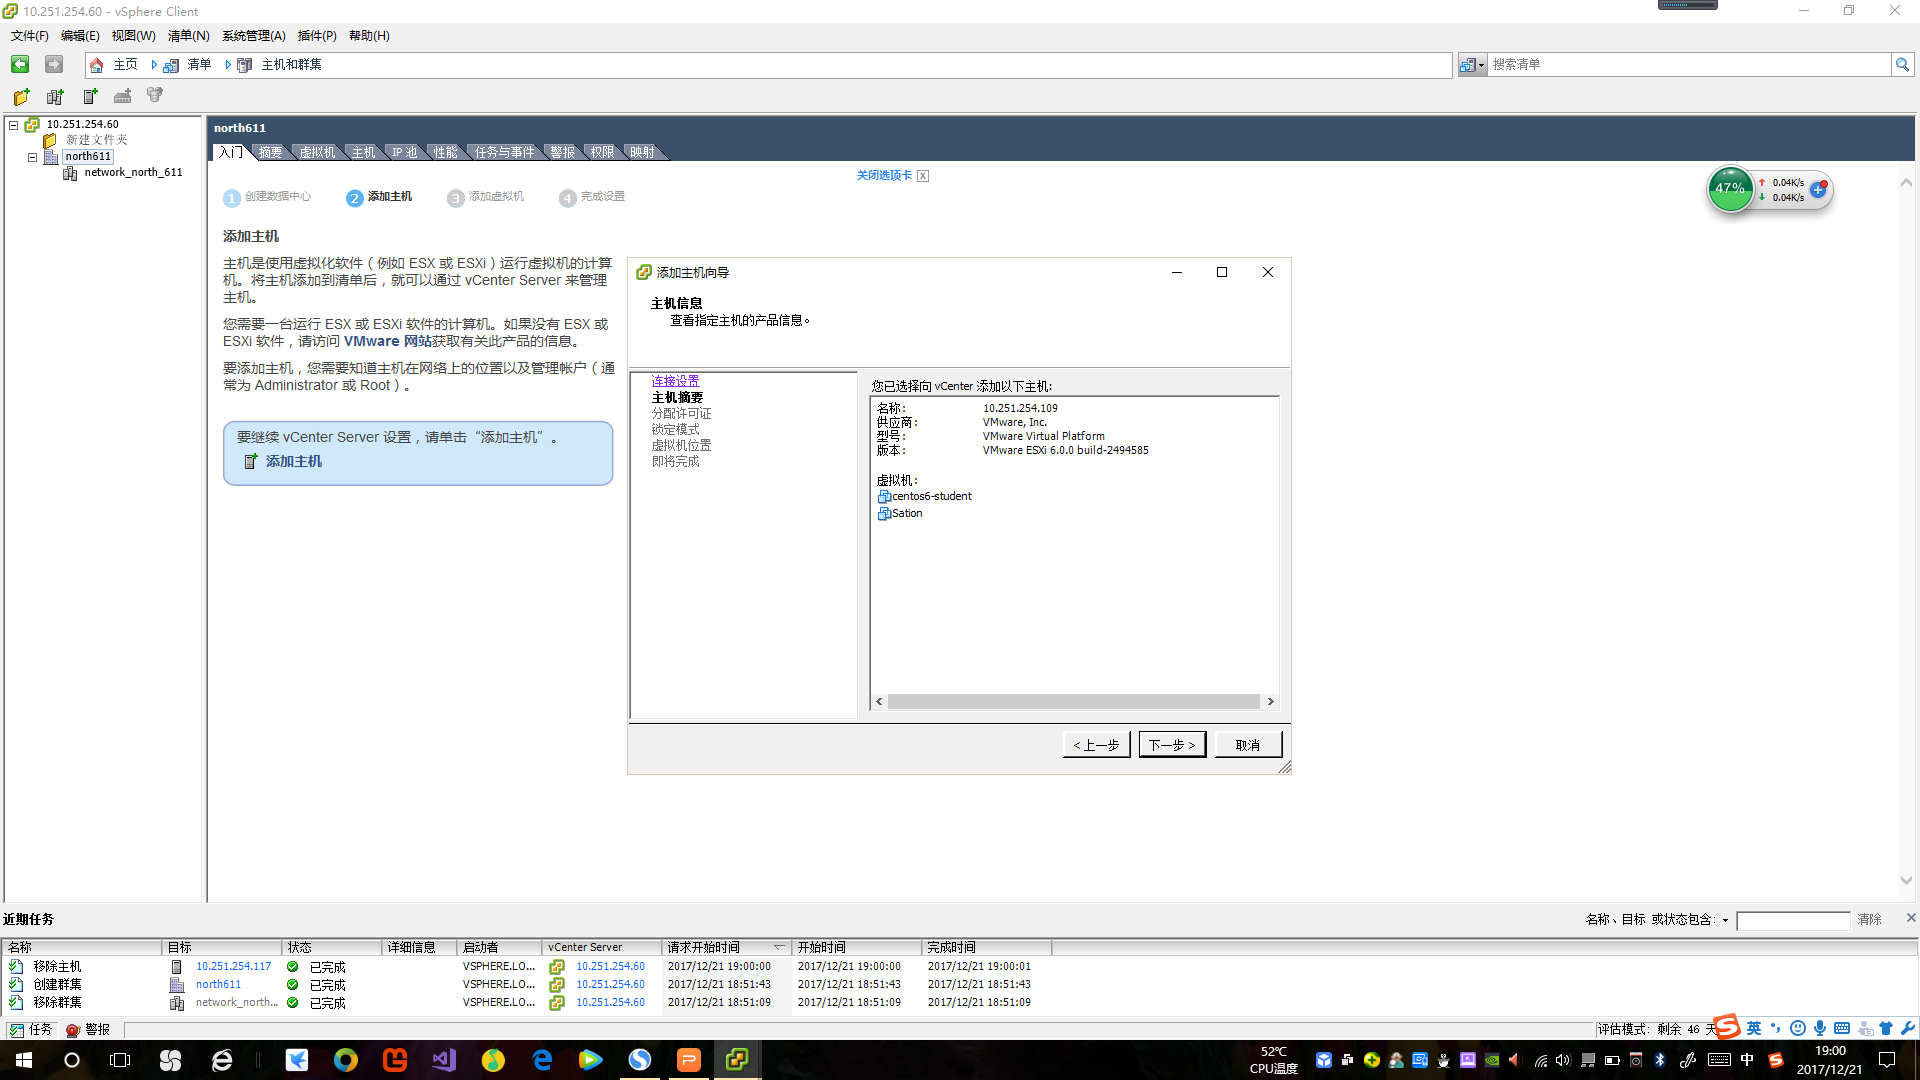 10.251.254.60 - vSphere Client
文件(F) 编辑(E) 视图(W) 清单(N) 系统管理(A) 插件(P) 帮助(H)
主页 清单 主机和群集
搜索清单
10.251.254.60
新建文件夹
north611
network_north_611
north611
入门 摘要 虚拟机 主机 IP 池 性能 任务与事件 警报 权限 映射
关闭选项卡 X
1 创建数据中心 2 添加主机 3 添加虚拟机 4 完成设置
47%
0.04K/s
0.04K/s
添加主机
主机是使用虚拟化软件（例如 ESX 或 ESXi）运行虚拟机的计算
机。将主机添加到清单后，就可以通过 vCenter Server 来管理
主机。
您需要一台运行 ESX 或 ESXi 软件的计算机。如果没有 ESX 或
ESXi 软件，请访问 VMware 网站获取有关此产品的信息。
要添加主机，您需要知道主机在网络上的位置以及管理帐户（通
常为 Administrator 或 Root）。
要继续 vCenter Server 设置，请单击“添加主机”。
添加主机
添加主机向导
主机信息
查看指定主机的产品信息。
连接设置
主机摘要
分配许可证
锁定模式
虚拟机位置
即将完成
您已选择向 vCenter 添加以下主机:
名称: 10.251.254.109
供应商: VMware, Inc.
型号: VMware Virtual Platform
版本: VMware ESXi 6.0.0 build-2494585
虚拟机:
centos6-student
Sation
< 上一步 下一步 > 取消
近期任务
名称、目标 或状态包含: 清除
名称 目标 状态 详细信息 启动者 vCenter Server 请求开始时间 开始时间 完成时间
移除主机 10.251.254.117 已完成 VSPHERE.LO... 10.251.254.60 2017/12/21 19:00:00 2017/12/21 19:00:00 2017/12/21 19:00:01
创建群集 north611 已完成 VSPHERE.LO... 10.251.254.60 2017/12/21 18:51:43 2017/12/21 18:51:43 2017/12/21 18:51:43
移除群集 network_north... 已完成 VSPHERE.LO... 10.251.254.60 2017/12/21 18:51:09 2017/12/21 18:51:09 2017/12/21 18:51:09
任务 警报
评估模式: 剩余 46 天
英
52℃
CPU温度
中
19:00
2017/12/21